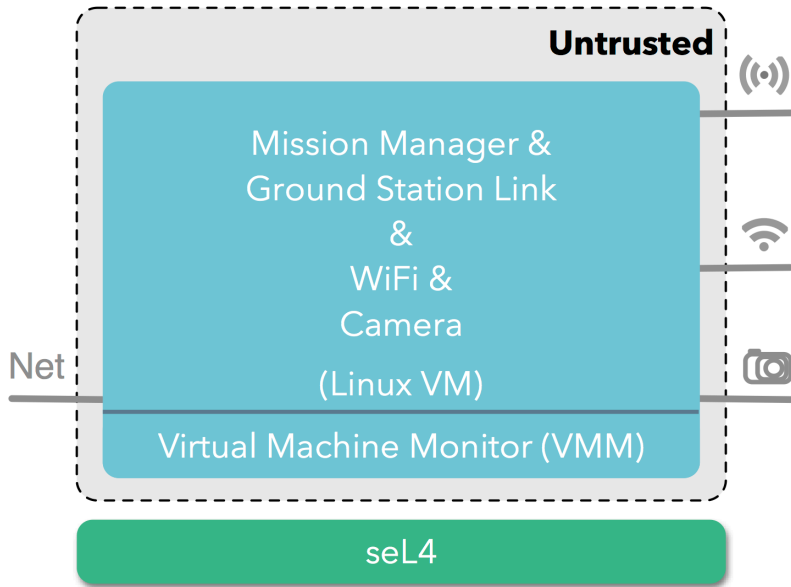 Untrusted
Mission Manager &
Ground Station Link
&
WiFi &
Camera
Net
(Linux VM)
Virtual Machine Monitor (VMM)
seL4